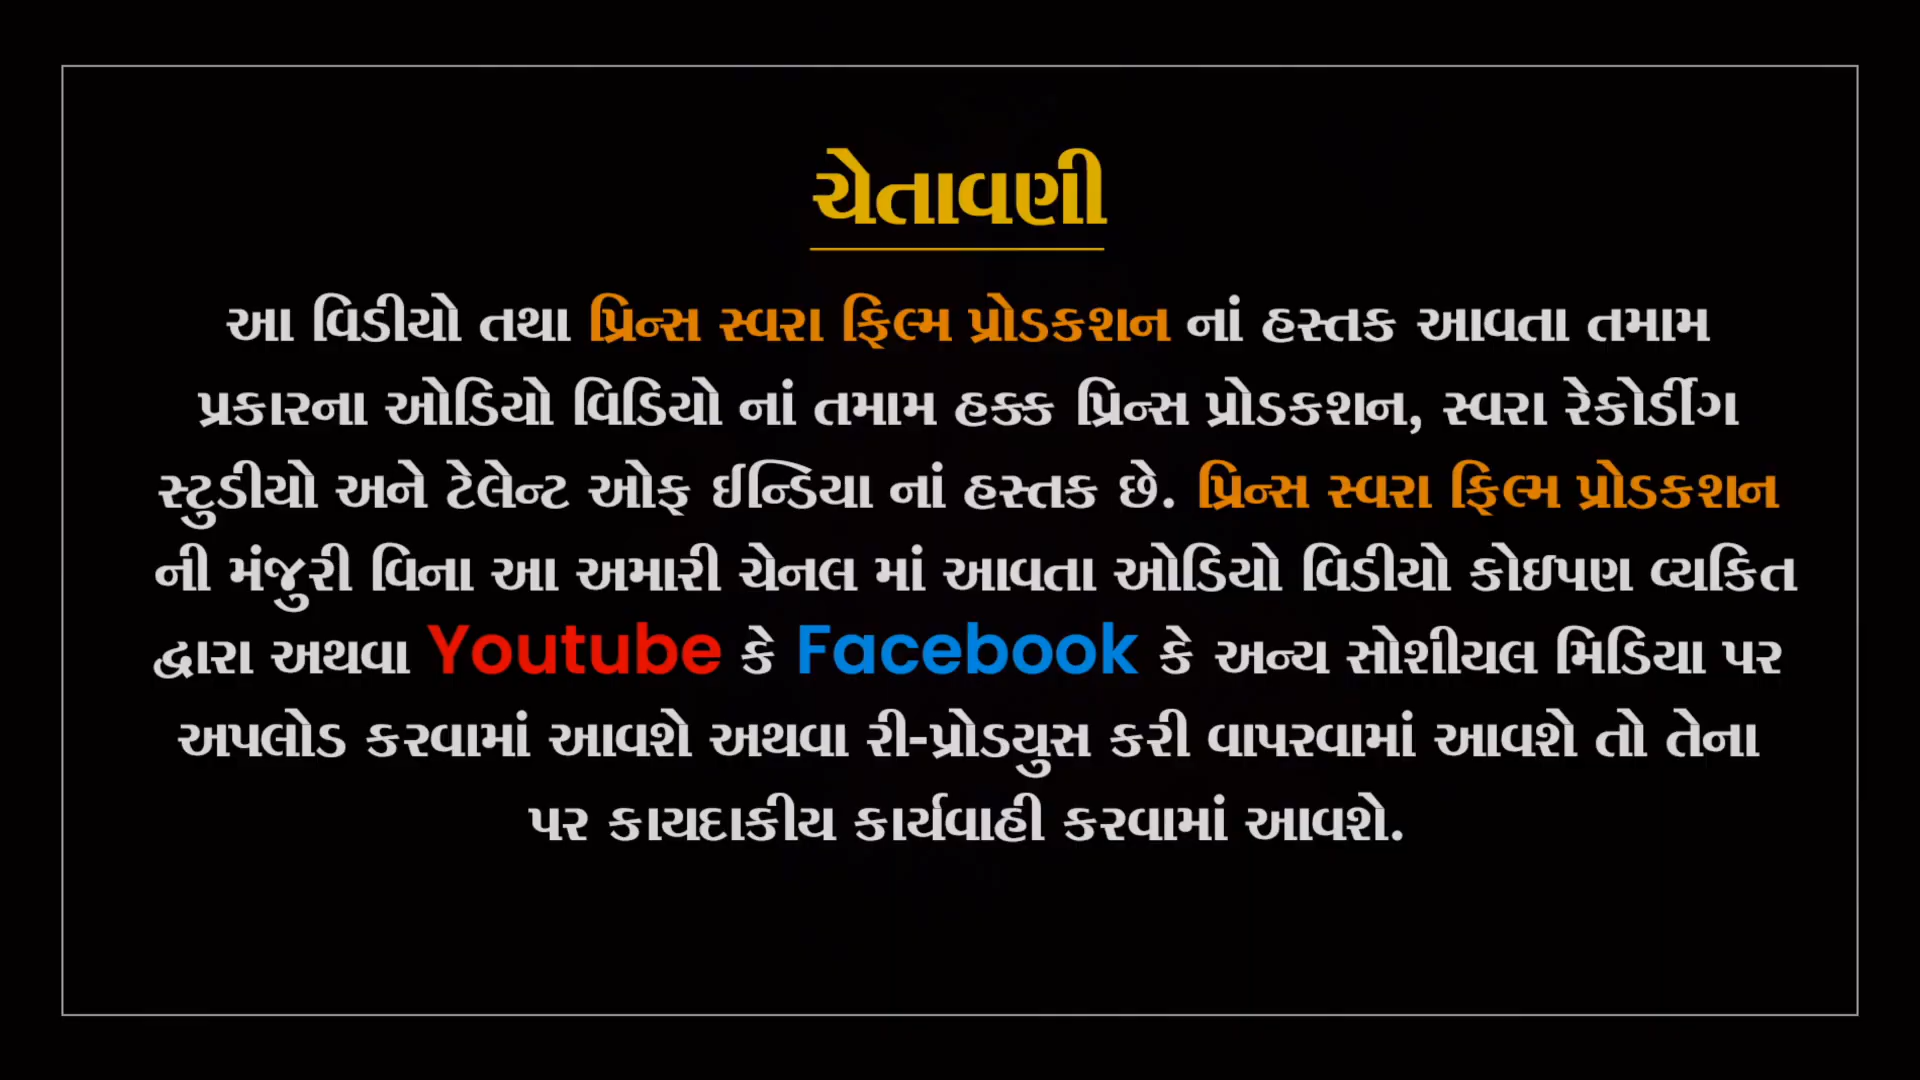 ચેતાવણી
આ વિડીયો તથા પ્રિન્સ સ્વરા ફિલ્મ પ્રોડકશન નાં હસ્તક આવતા તમામ
પ્રકારના ઓડિયો વિડિયો નાં તમામ હક્ક પ્રિન્સ પ્રોડકશન, સ્વરા રેકોર્ડીંગ
સ્ટુડીયો અને ટેલેન્ટ ઓફ ઈન્ડિયા નાં હસ્તક છે. પ્રિન્સ સ્વરા ફિલ્મ પ્રોડકશન
ની મંજુરી વિના આ અમારી ચેનલ માં આવતા ઓડિયો વિડીયો કોઇપણ વ્યકિત
દ્વારા અથવા Youtube કે Facebook કે અન્ય સોશીયલ મિડિયા પર
અપલોડ કરવામાં આવશે અથવા રી-પ્રોડયુસ કરી વાપરવામાં આવશે તો તેના
પર કાયદાકીય કાર્યવાહી કરવામાં આવશે.